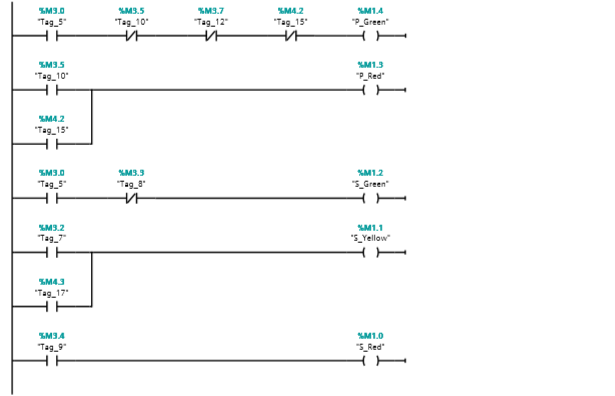 %M3.0 %M3.5 %M3.7 %M4.2 %M1.4
"Tag_5" "Tag_10" "Tag_12" "Tag_15" "P_Green"
%M3.5 %M1.3
"Tag_10" "P_Red"
%M4.2
"Tag_15"
%M3.0 %M3.3 %M1.2
"Tag_5" "Tag_8" "S_Green"
%M3.2 %M1.1
"Tag_7" "S_Yellow"
%M4.3
"Tag_17"
%M3.4 %M1.0
"Tag_9" "S_Red"